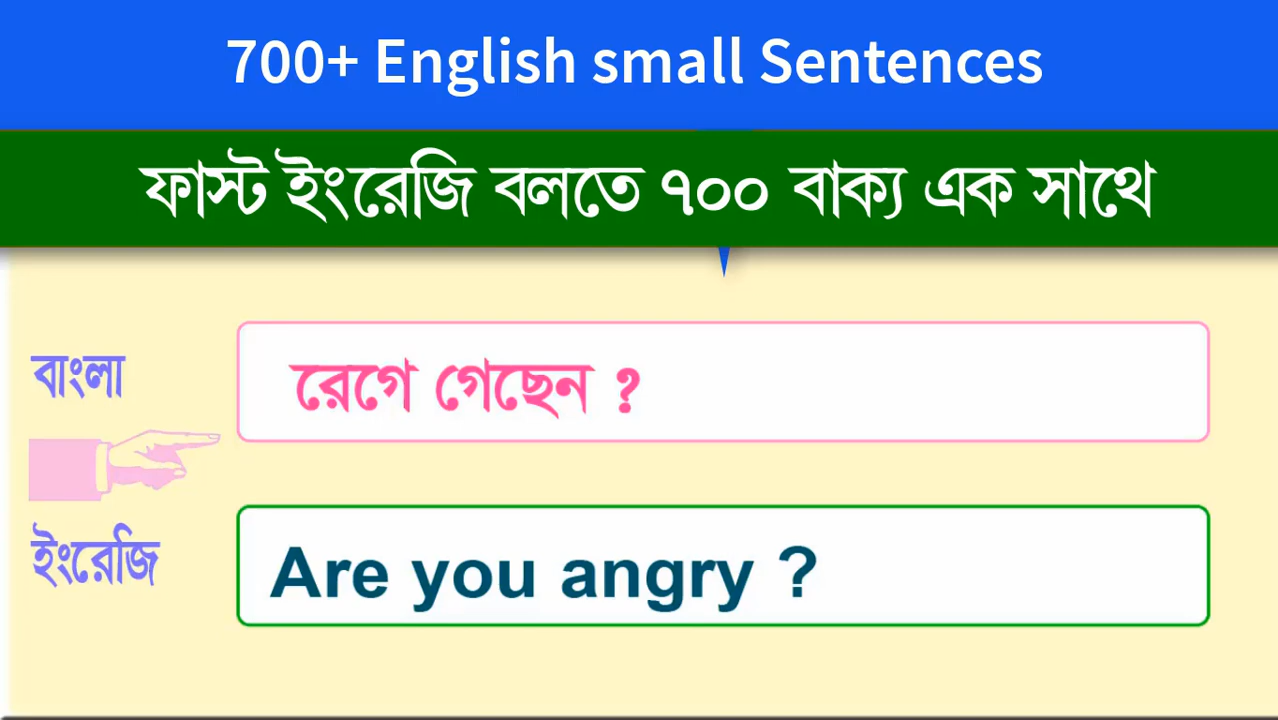 700+ English small Sentences
ফাস্ট ইংরেজি বলতে ৭০০ বাক্য এক সাথে
বাংলা
রেগে গেছেন ?
ইংরেজি
Are you angry ?